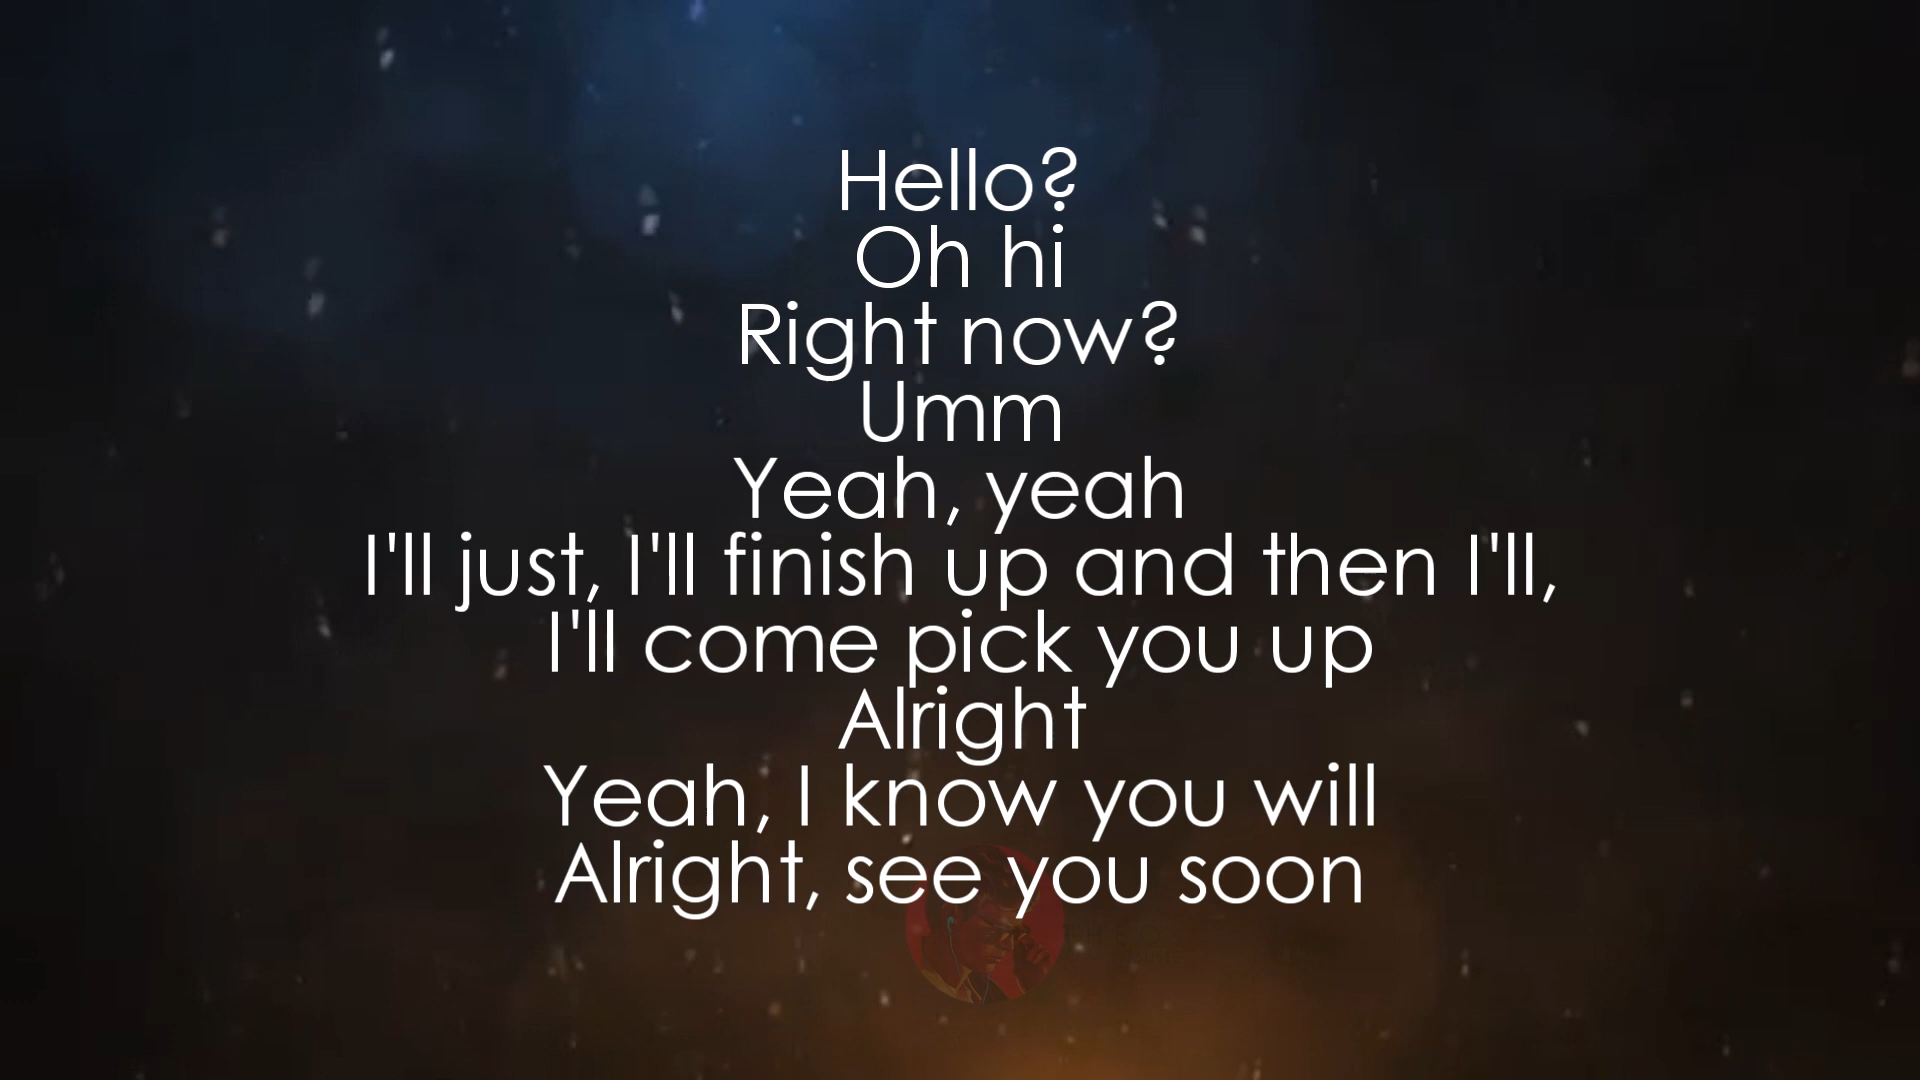 Hello?
Oh hi
Right now?
Umm
Yeah, yeah
I'll just, I'll finish up and then I'll,
I'll come pick you up
Alright
Yeah, I know you will
Alright, see you soon